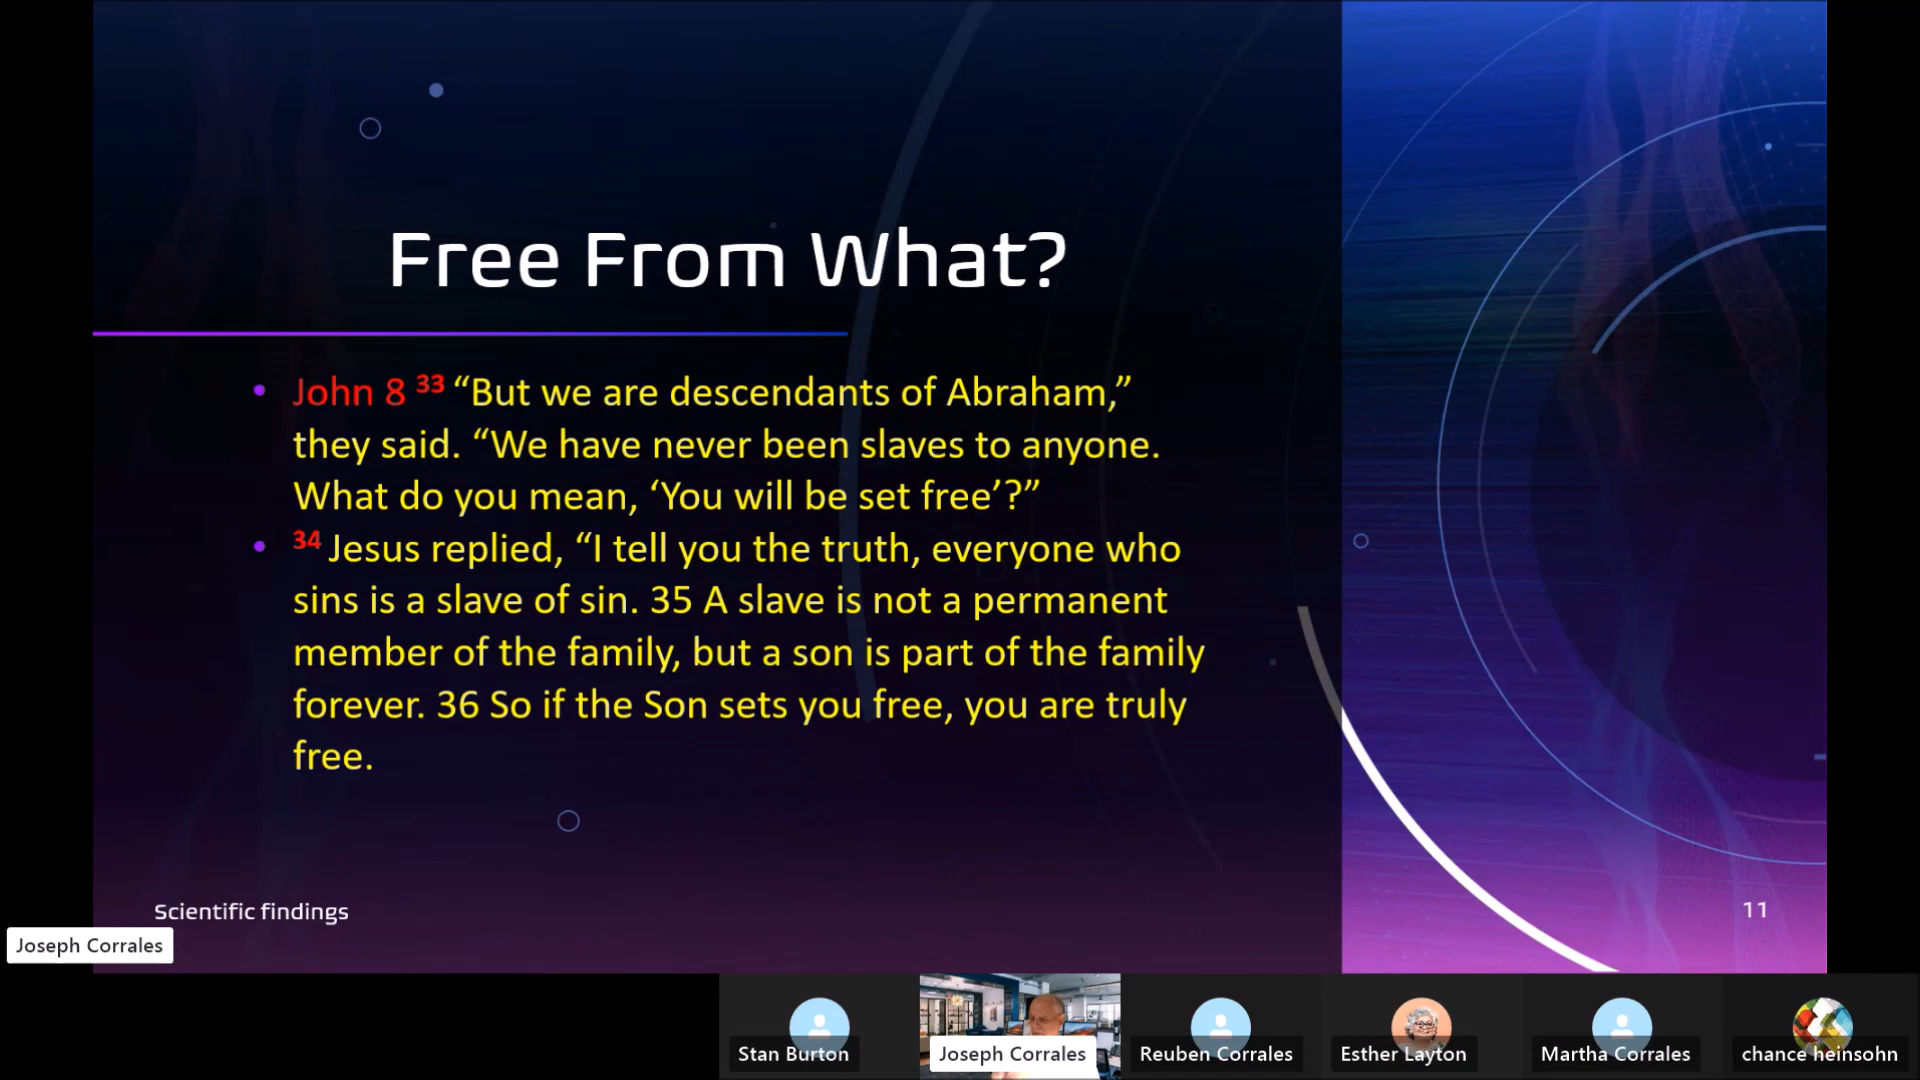 Free From What?
• John 8 33 “But we are descendants of Abraham,”
they said. “We have never been slaves to anyone.
What do you mean, ‘You will be set free’?”
• 34 Jesus replied, “I tell you the truth, everyone who
sins is a slave of sin. 35 A slave is not a permanent
member of the family, but a son is part of the family
forever. 36 So if the Son sets you free, you are truly
free.
Scientific findings
11
Joseph Corrales
Stan Burton
Joseph Corrales
Reuben Corrales
Esther Layton
Martha Corrales
chance heinsohn